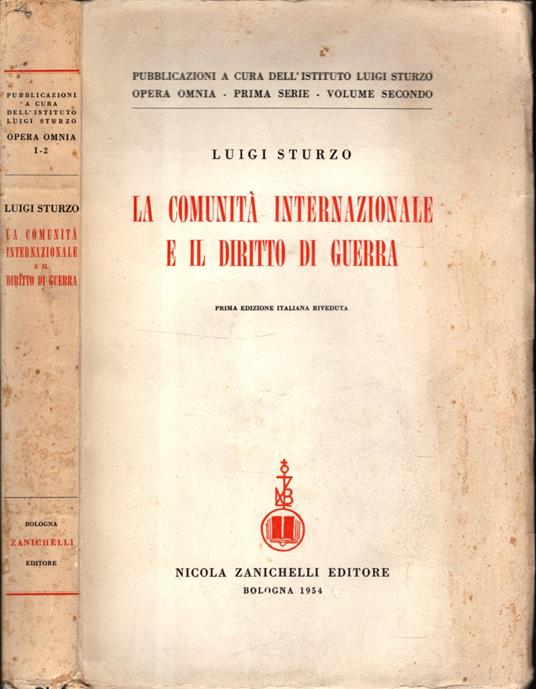 PUBBLICAZIONI
A CURA
DELL'ISTITUTO
LUIGI STURZO
OPERA OMNIA
1-2
LUIGI STURZO
LA COMUNITÀ
INTERNAZIONALE
E IL
DIRITTO DI GUERRA
BOLOGNA
ZANICHELLI
EDITORE
PUBBLICAZIONI A CURA DELL'ISTITUTO LUIGI STURZO
OPERA OMNIA - PRIMA SERIE - VOLUME SECONDO
LUIGI STURZO
LA COMUNITÀ INTERNAZIONALE
E IL DIRITTO DI GUERRA
PRIMA EDIZIONE ITALIANA RIVEDUTA
NICOLA ZANICHELLI EDITORE
BOLOGNA 1954